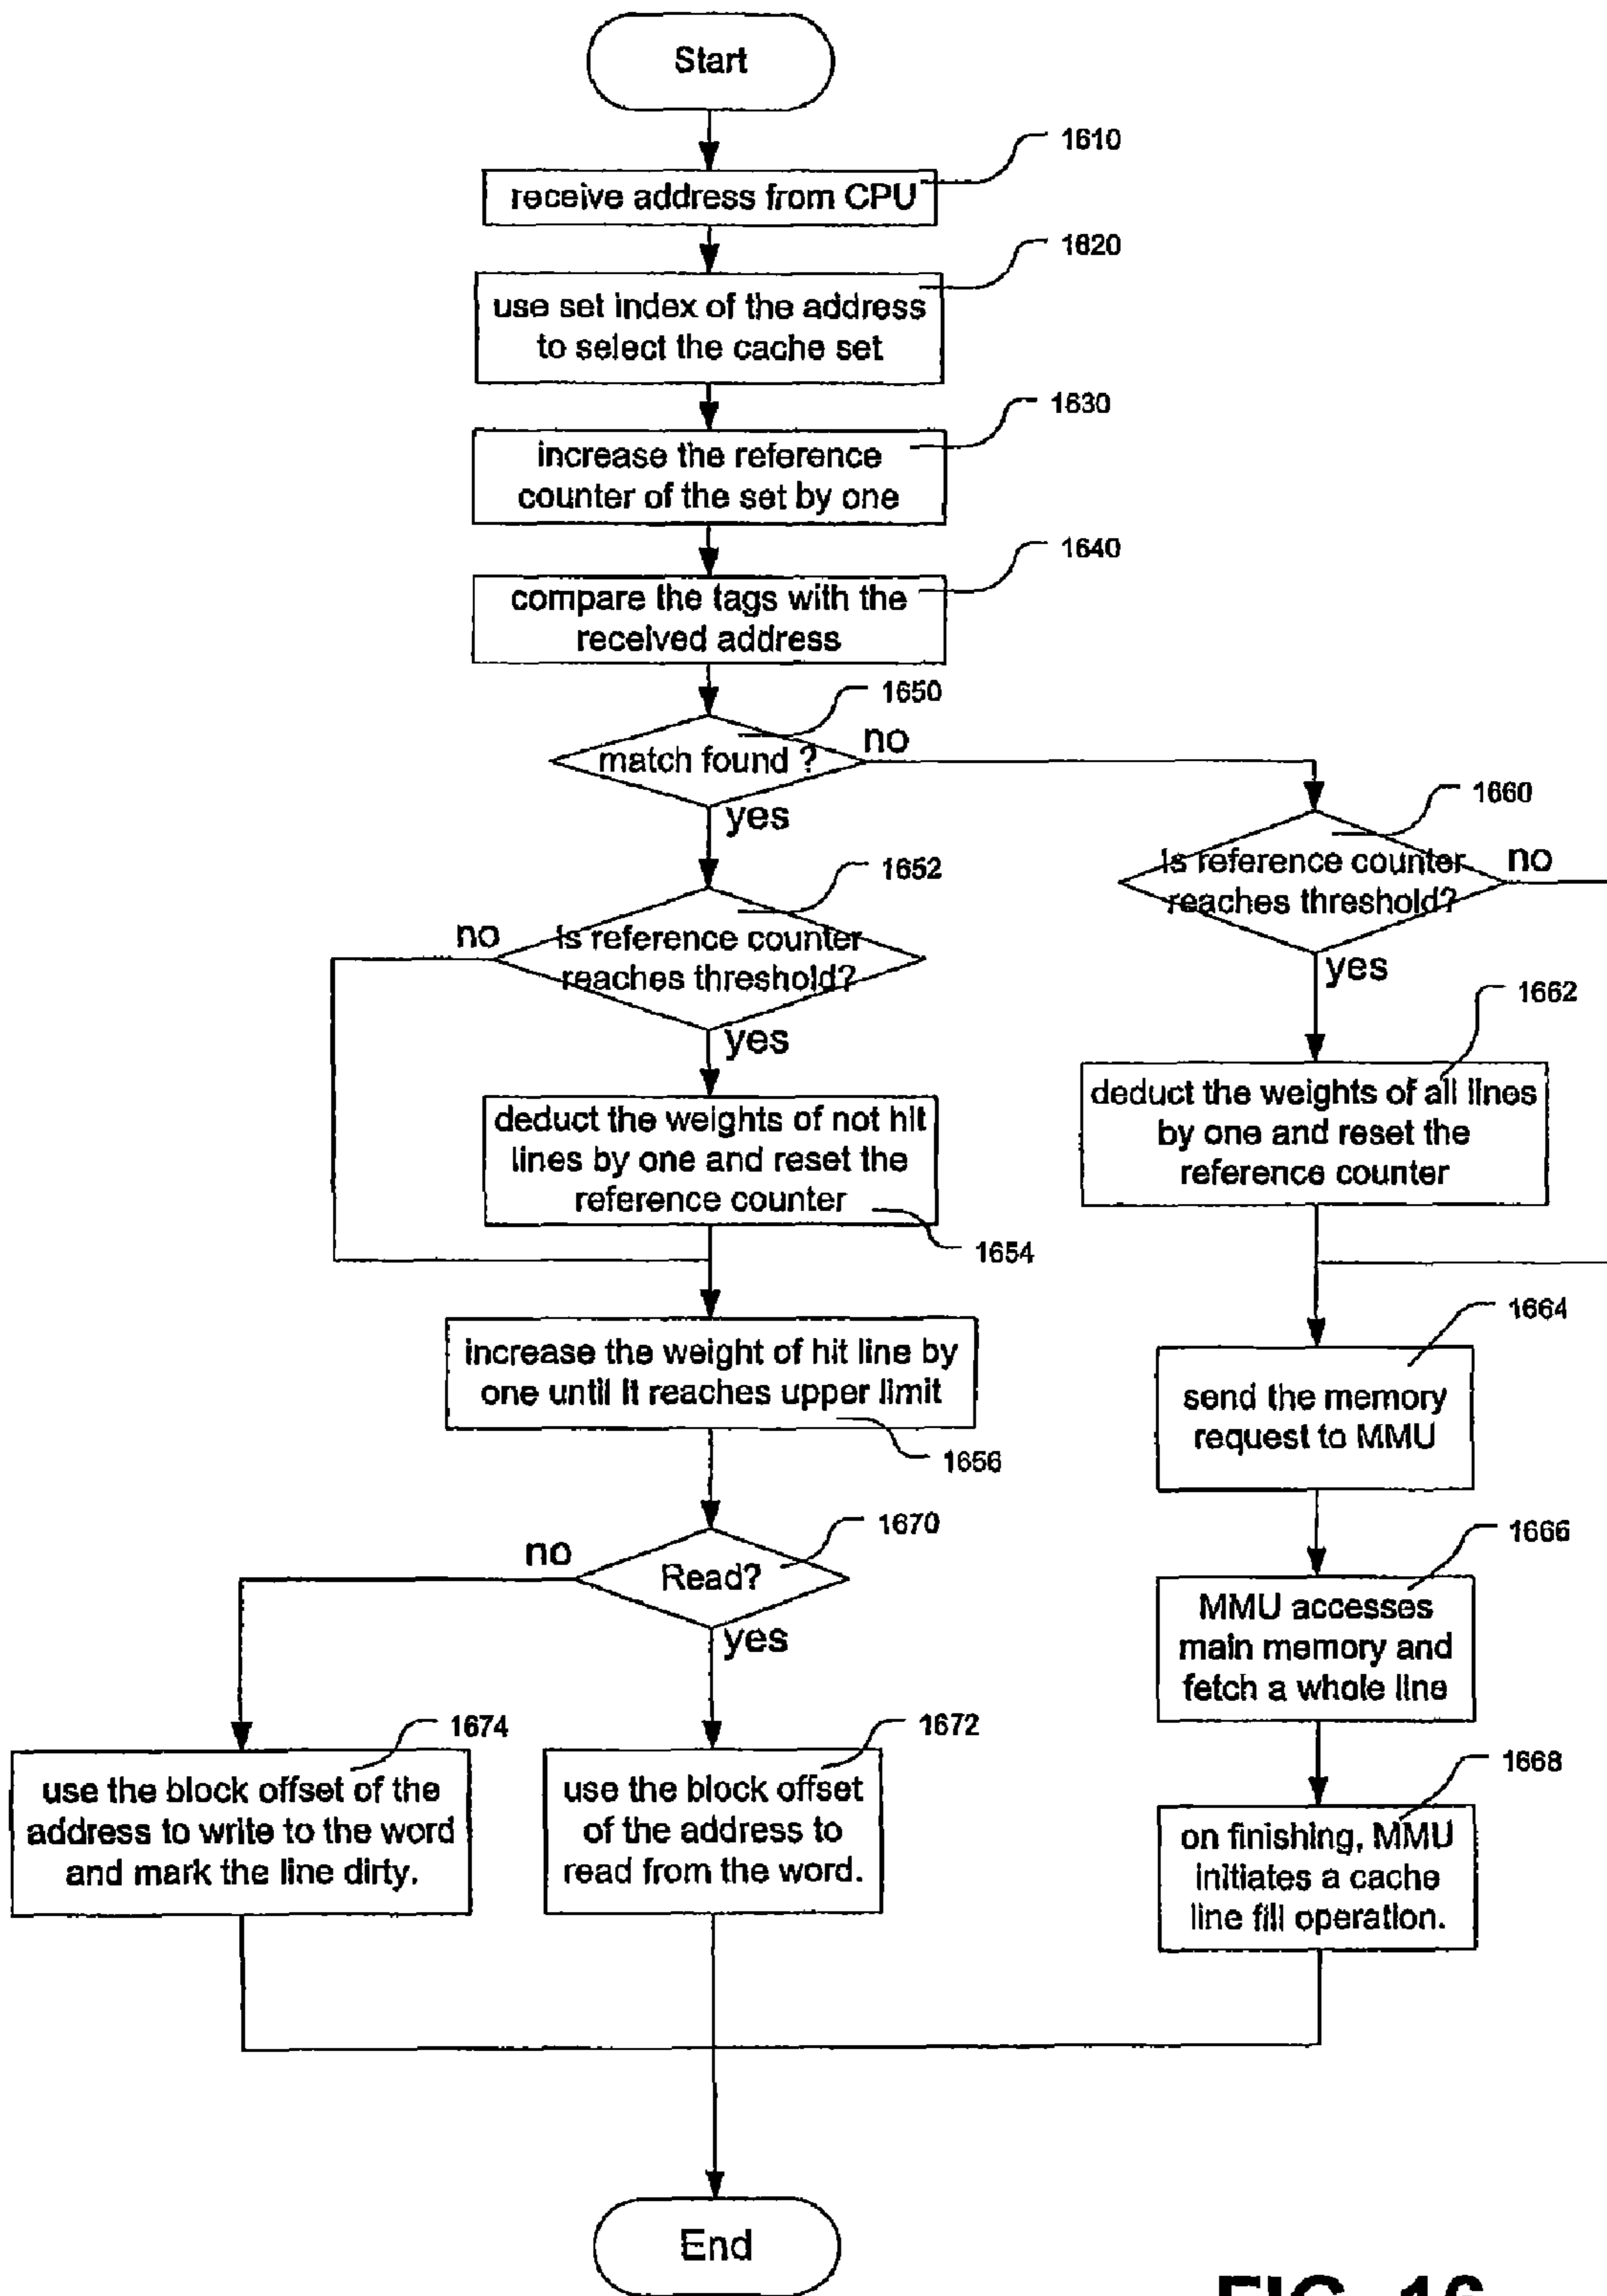 Start
1610
receive address from CPU
1620
use set index of the address
to select the cache set
1630
increase the reference
counter of the set by one
1640
compare the tags with the
received address
1650
match found ?
no
yes
1652
Is reference counter
reaches threshold?
no
yes
deduct the weights of not hit
lines by one and reset the
reference counter
1654
increase the weight of hit line by
one until it reaches upper limit
1656
1670
Read?
no
yes
1674
use the block offset of the
address to write to the word
and mark the line dirty.
1672
use the block offset
of the address to
read from the word.
1660
Is reference counter
reaches threshold?
no
yes
1662
deduct the weights of all lines
by one and reset the
reference counter
1664
send the memory
request to MMU
1666
MMU accesses
main memory and
fetch a whole line
1668
on finishing, MMU
initiates a cache
line fill operation.
End
FIG. 16